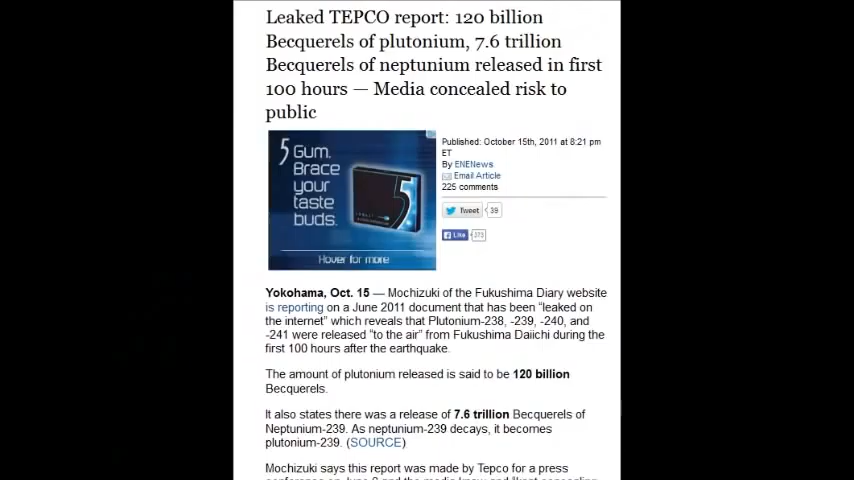 Leaked TEPCO report: 120 billion
Becquerels of plutonium, 7.6 trillion
Becquerels of neptunium released in first
100 hours — Media concealed risk to
public
5 Gum.
Brace
your
taste
buds.
5
Hover for more
Published: October 15th, 2011 at 8:21 pm
ET
By ENENews
Email Article
225 comments
Tweet 39
Like 373
Yokohama, Oct. 15 — Mochizuki of the Fukushima Diary website
is reporting on a June 2011 document that has been “leaked on
the internet” which reveals that Plutonium-238, -239, -240, and
-241 were released “to the air” from Fukushima Daiichi during the
first 100 hours after the earthquake.
The amount of plutonium released is said to be 120 billion
Becquerels.
It also states there was a release of 7.6 trillion Becquerels of
Neptunium-239. As neptunium-239 decays, it becomes
plutonium-239. (SOURCE)
Mochizuki says this report was made by Tepco for a press